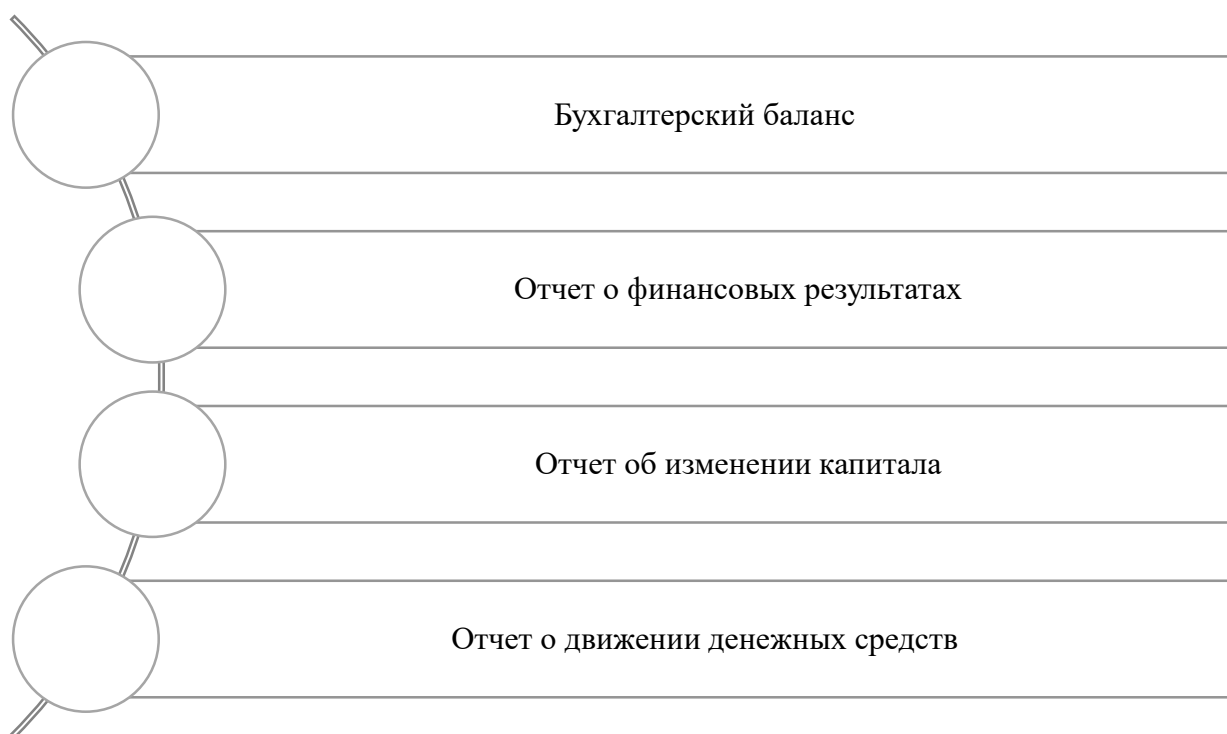 Бухгалтерский баланс
Отчет о финансовых результатах
Отчет об изменении капитала
Отчет о движении денежных средств